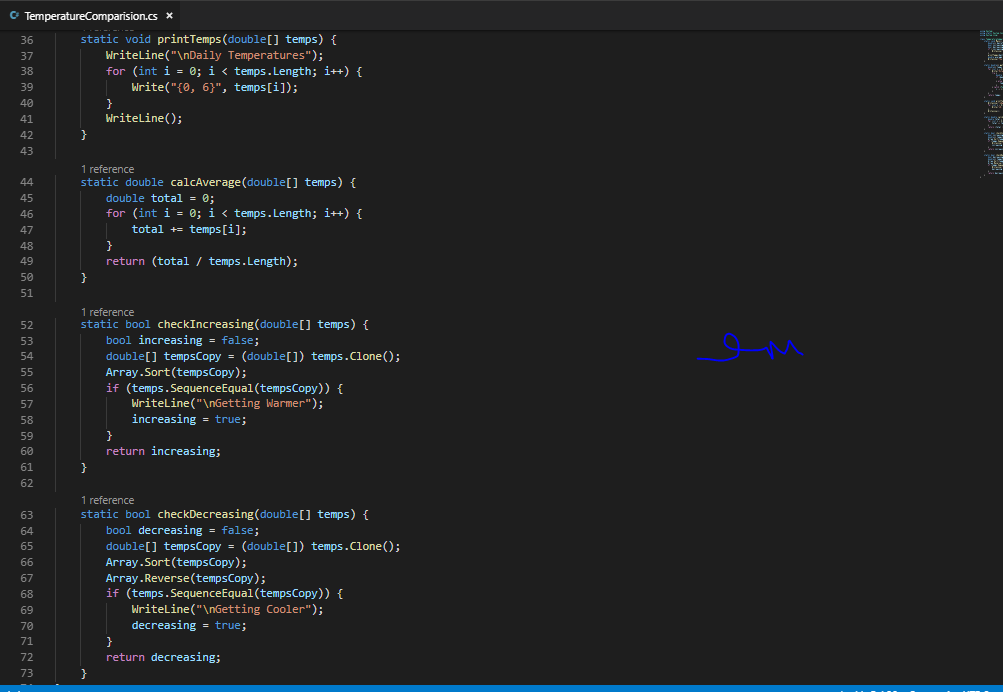 TemperatureComparision.cs ×
36 static void printTemps(double[] temps) {
37 WriteLine("\nDaily Temperatures");
38 for (int i = 0; i < temps.Length; i++) {
39 Write("{0, 6}", temps[i]);
40 }
41 WriteLine();
42 }
43
1 reference
44 static double calcAverage(double[] temps) {
45 double total = 0;
46 for (int i = 0; i < temps.Length; i++) {
47 total += temps[i];
48 }
49 return (total / temps.Length);
50 }
51
1 reference
52 static bool checkIncreasing(double[] temps) {
53 bool increasing = false;
54 double[] tempsCopy = (double[]) temps.Clone();
55 Array.Sort(tempsCopy);
56 if (temps.SequenceEqual(tempsCopy)) {
57 WriteLine("\nGetting Warmer");
58 increasing = true;
59 }
60 return increasing;
61 }
62
1 reference
63 static bool checkDecreasing(double[] temps) {
64 bool decreasing = false;
65 double[] tempsCopy = (double[]) temps.Clone();
66 Array.Sort(tempsCopy);
67 Array.Reverse(tempsCopy);
68 if (temps.SequenceEqual(tempsCopy)) {
69 WriteLine("\nGetting Cooler");
70 decreasing = true;
71 }
72 return decreasing;
73 }